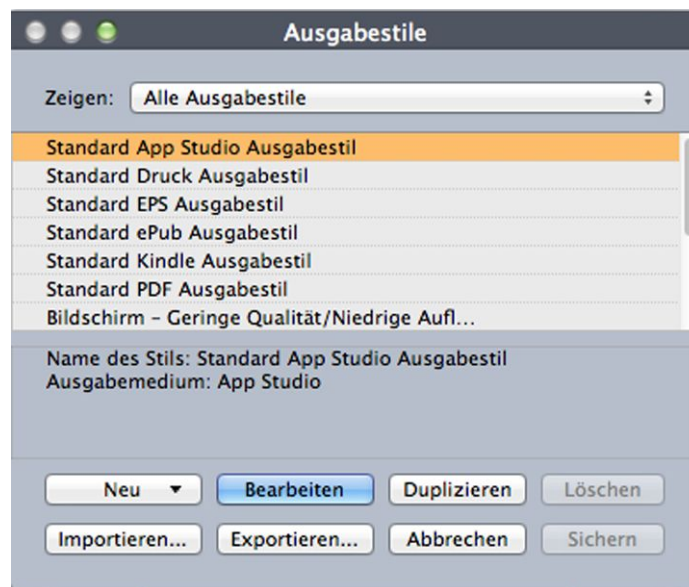 Ausgabestile
Zeigen: Alle Ausgabestile
Standard App Studio Ausgabestil
Standard Druck Ausgabestil
Standard EPS Ausgabestil
Standard ePub Ausgabestil
Standard Kindle Ausgabestil
Standard PDF Ausgabestil
Bildschirm – Geringe Qualität/Niedrige Aufl...
Name des Stils: Standard App Studio Ausgabestil
Ausgabemedium: App Studio
Neu Bearbeiten Duplizieren Löschen
Importieren... Exportieren... Abbrechen Sichern